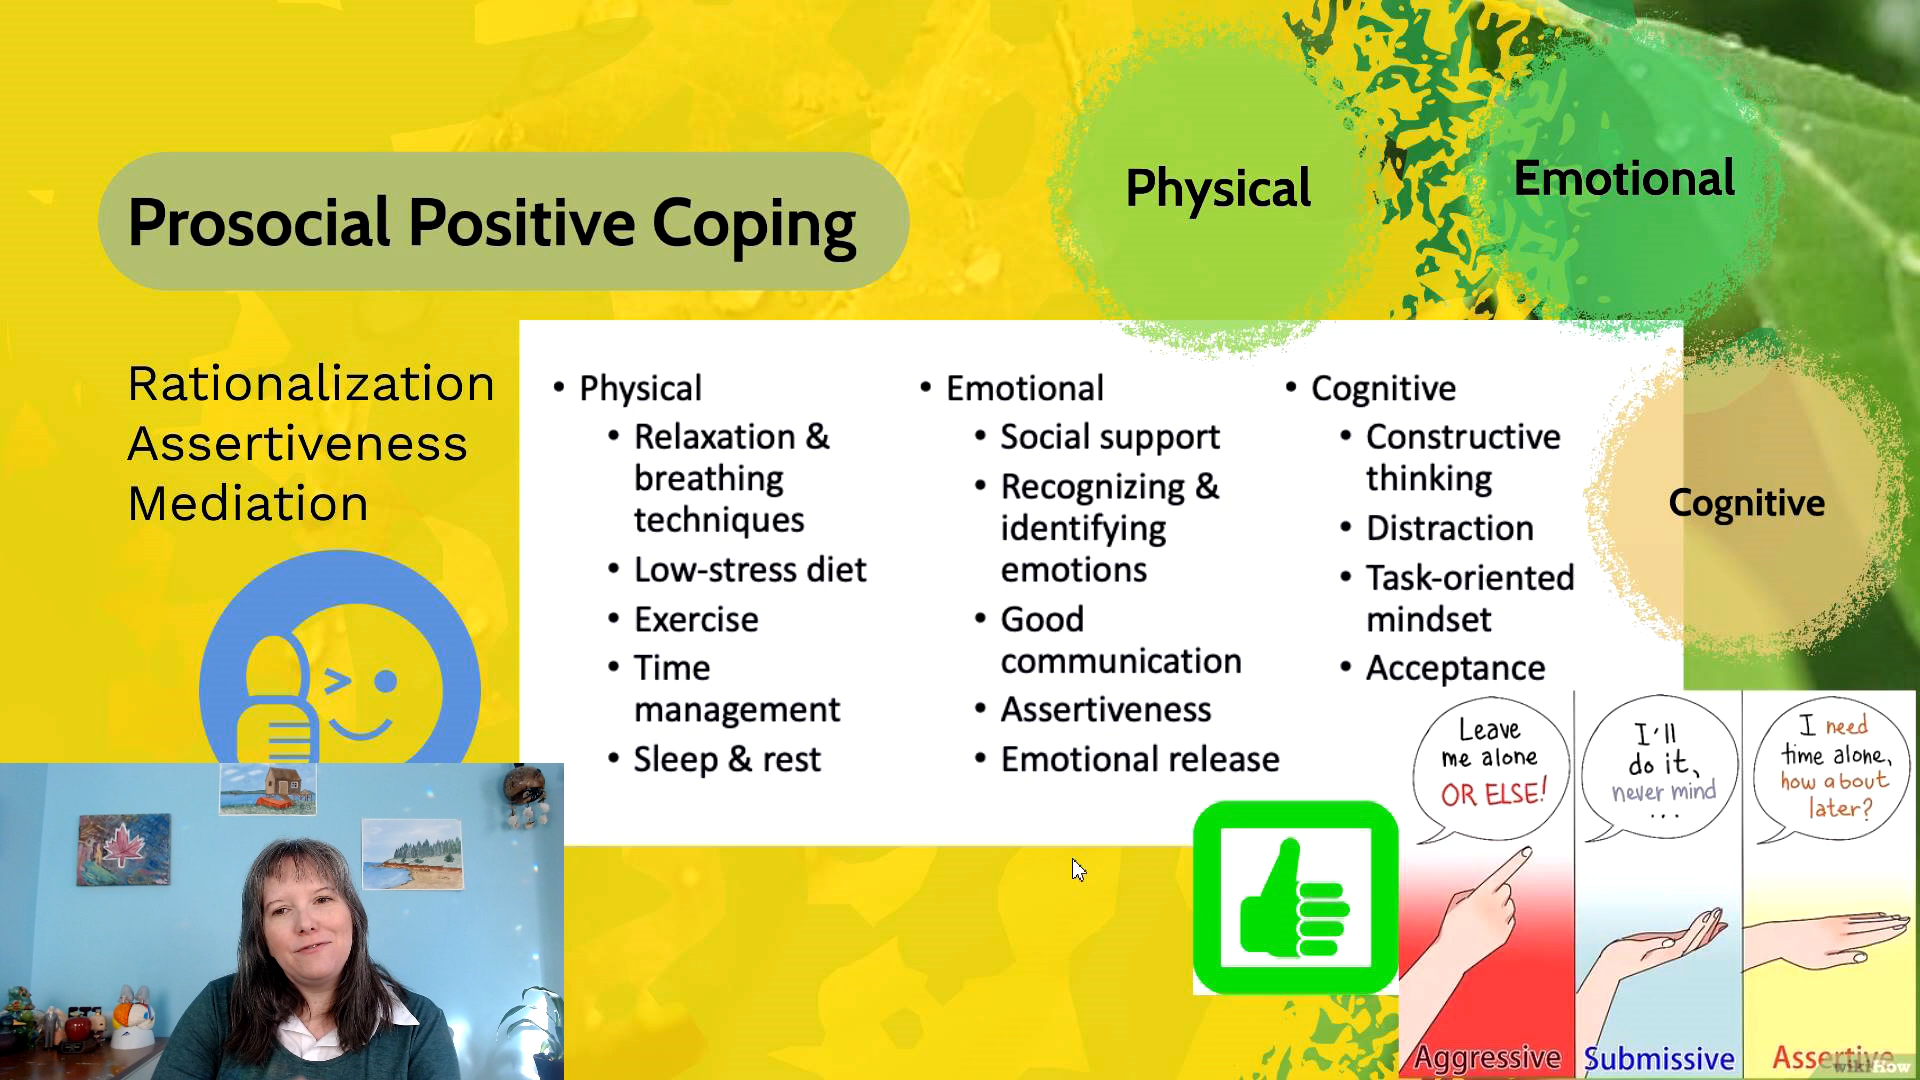 Prosocial Positive Coping
Physical
Emotional
Cognitive
Rationalization
Assertiveness
Mediation
• Physical
• Relaxation &
breathing
techniques
• Low-stress diet
• Exercise
• Time
management
• Sleep & rest
• Emotional
• Social support
• Recognizing &
identifying
emotions
• Good
communication
• Assertiveness
• Emotional release
• Cognitive
• Constructive
thinking
• Distraction
• Task-oriented
mindset
• Acceptance
Leave
me alone
OR ELSE!
Aggressive
I'll
do it,
never mind
...
Submissive
I need
time alone,
how about
later?
Assertive
wikiHow